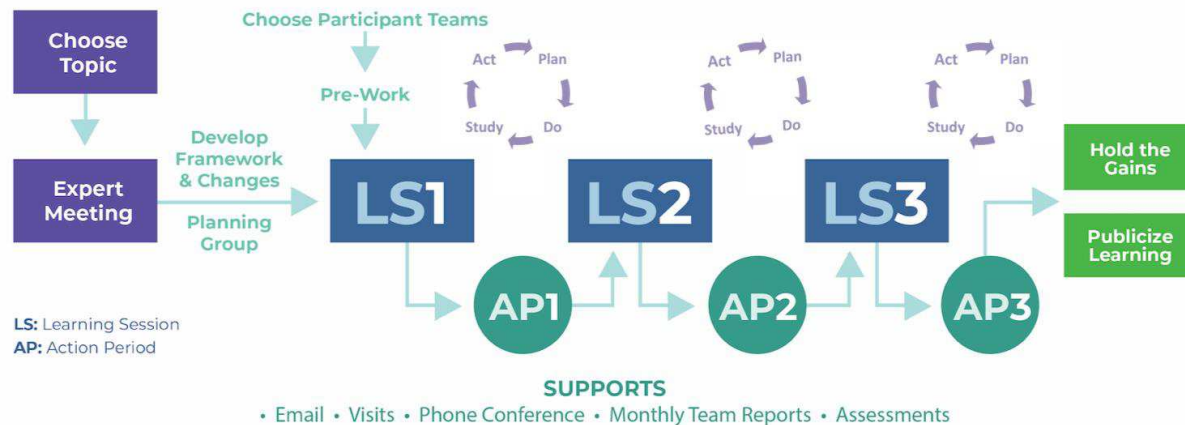 Choose
Topic
Expert
Meeting
Develop
Framework
& Changes
Planning
Group
Choose Participant Teams
Pre-Work
LS1
AP1
Act
Plan
Do
Study
LS2
AP2
Act
Plan
Do
Study
LS3
AP3
Act
Plan
Do
Study
Hold the
Gains
Publicize
Learning
LS: Learning Session
AP: Action Period
SUPPORTS
• Email • Visits • Phone Conference • Monthly Team Reports • Assessments